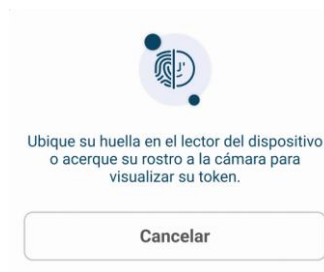 Ubique su huella en el lector del dispositivo
o acerque su rostro a la cámara para
visualizar su token.
Cancelar